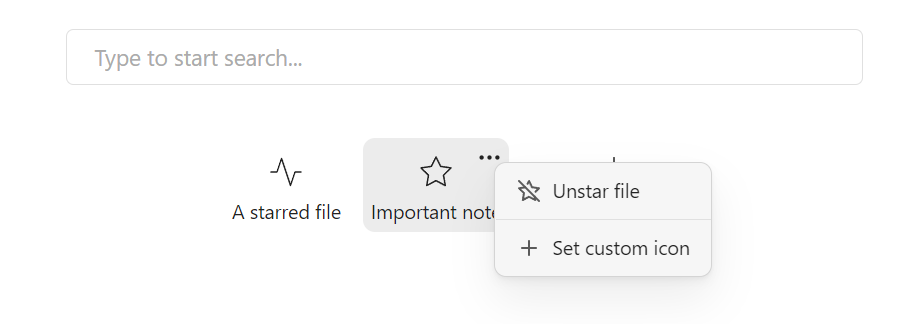 Type to start search...
A starred file
Important note
Unstar file
Set custom icon